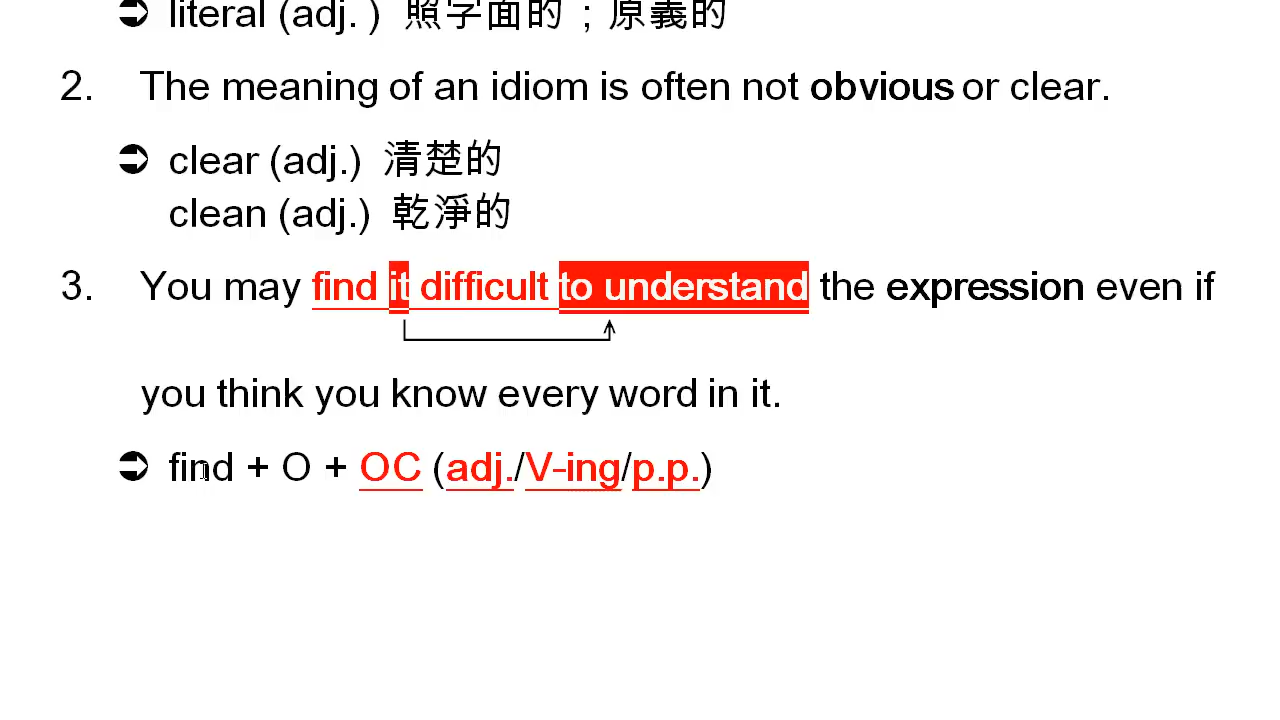 ➲ literal (adj. ) 照字面的；原義的
2. The meaning of an idiom is often not obvious or clear.
➲ clear (adj.) 清楚的
clean (adj.) 乾淨的
3. You may find it difficult to understand the expression even if
you think you know every word in it.
➲ find + O + OC (adj./V-ing/p.p.)